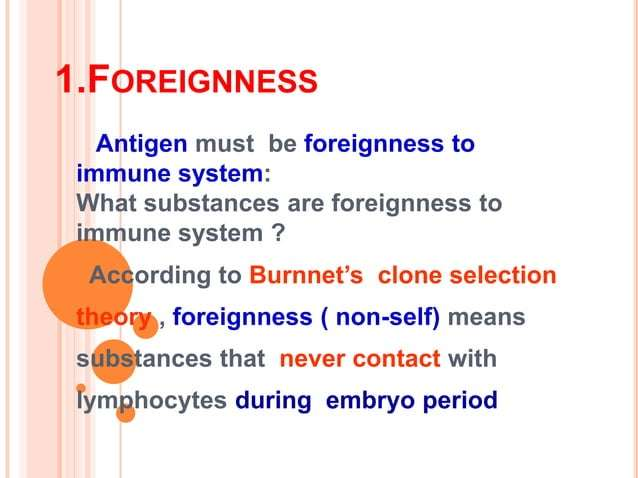 1.FOREIGNNESS
Antigen must be foreignness to
immune system:
What substances are foreignness to
immune system ?
According to Burnnet’s clone selection
theory , foreignness ( non-self) means
substances that never contact with
lymphocytes during embryo period